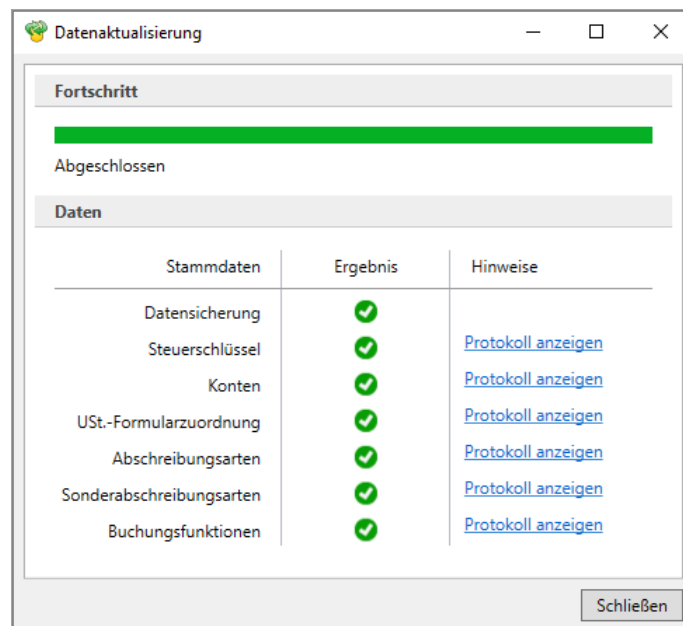 Datenaktualisierung
Fortschritt
Abgeschlossen
Daten
Stammdaten Ergebnis Hinweise
Datensicherung
Steuerschlüssel Protokoll anzeigen
Konten Protokoll anzeigen
USt.-Formularzuordnung Protokoll anzeigen
Abschreibungsarten Protokoll anzeigen
Sonderabschreibungsarten Protokoll anzeigen
Buchungsfunktionen Protokoll anzeigen
Schließen